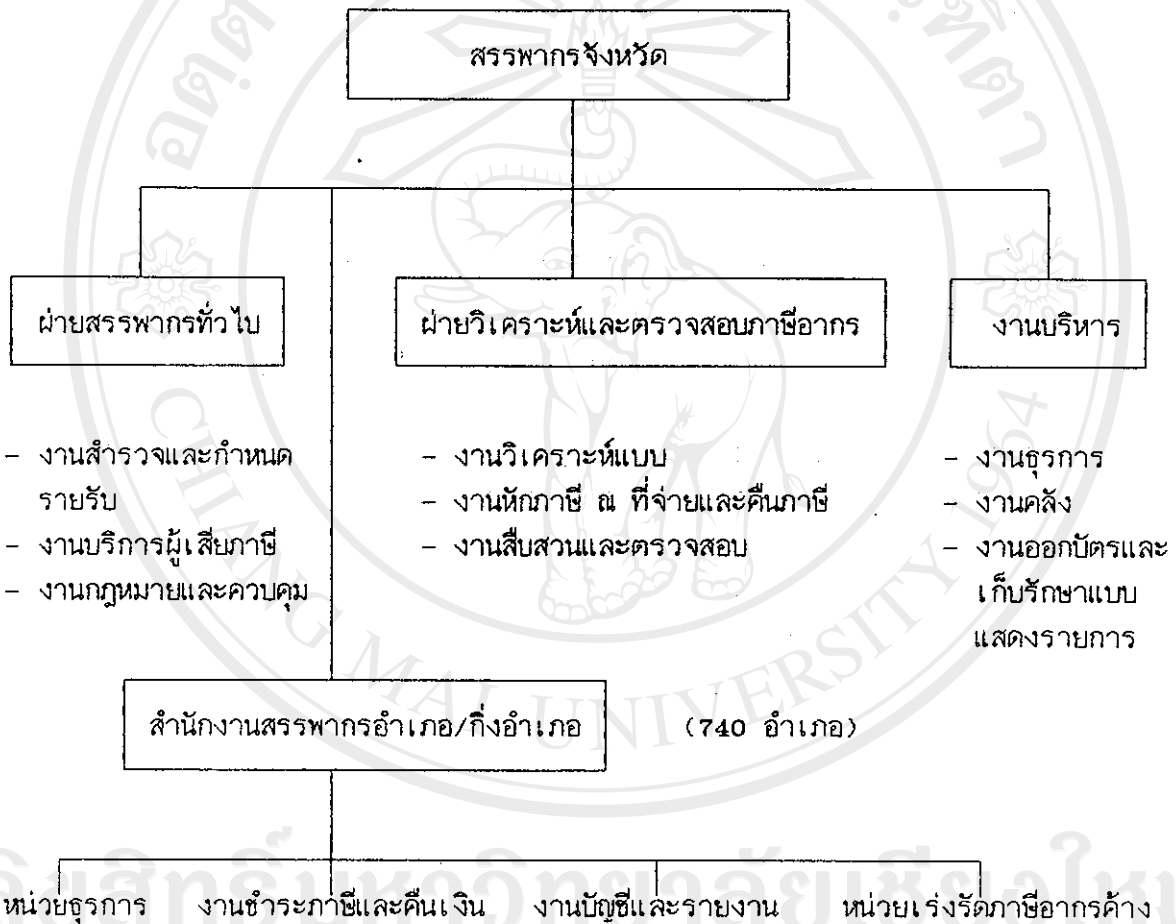 สรรพากรจังหวัด
ฝ่ายสรรพากรทั่วไป
ฝ่ายวิเคราะห์และตรวจสอบภาษีอากร
งานบริหาร
- งานสำรวจและกำหนด
รายรับ
- งานบริการผู้เสียภาษี
- งานกฎหมายและควบคุม
- งานวิเคราะห์แบบ
- งานหักภาษี ณ ที่จ่ายและคืนภาษี
- งานสืบสวนและตรวจสอบ
- งานธุรการ
- งานคลัง
- งานออกบัตรและ
เก็บรักษาแบบ
แสดงรายการ
สำนักงานสรรพากรอำเภอ/กิ่งอำเภอ
(740 อำเภอ)
หน่วยธุรการ
งานชำระภาษีและคืนเงิน
งานบัญชีและรายงาน
หน่วยเร่งรัดภาษีอากรค้าง
CHIANG MAI UNIVERSITY 1964